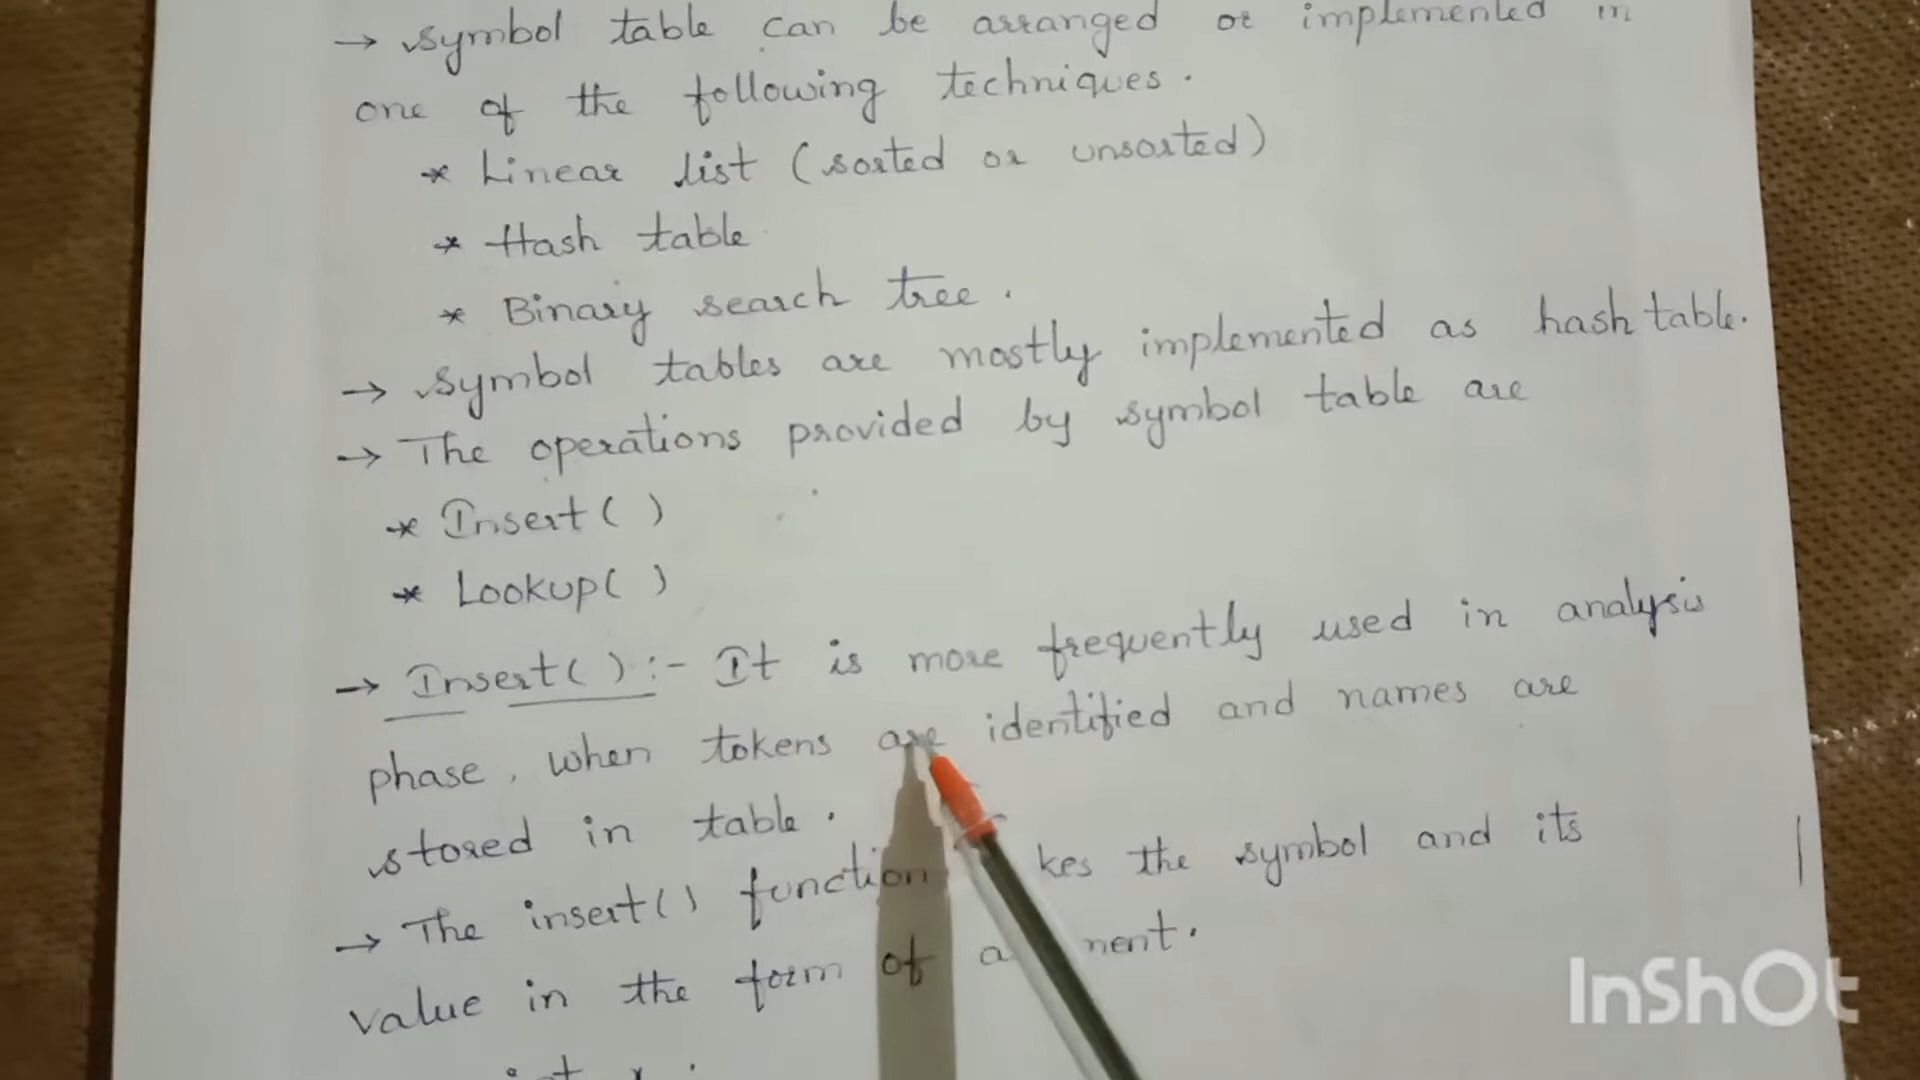 → symbol table can be arranged or implemented in
one of the following techniques.
* Linear list (sorted or unsorted)
* Hash table
* Binary search tree.
→ symbol tables are mostly implemented as hash table.
→ The operations provided by symbol table are
* Insert( )
* Lookup( )
→ Insert( ) :- It is more frequently used in analysis
phase, when tokens are identified and names are
stored in table.
→ The insert() function the symbol and its
value in the form of
InShOt